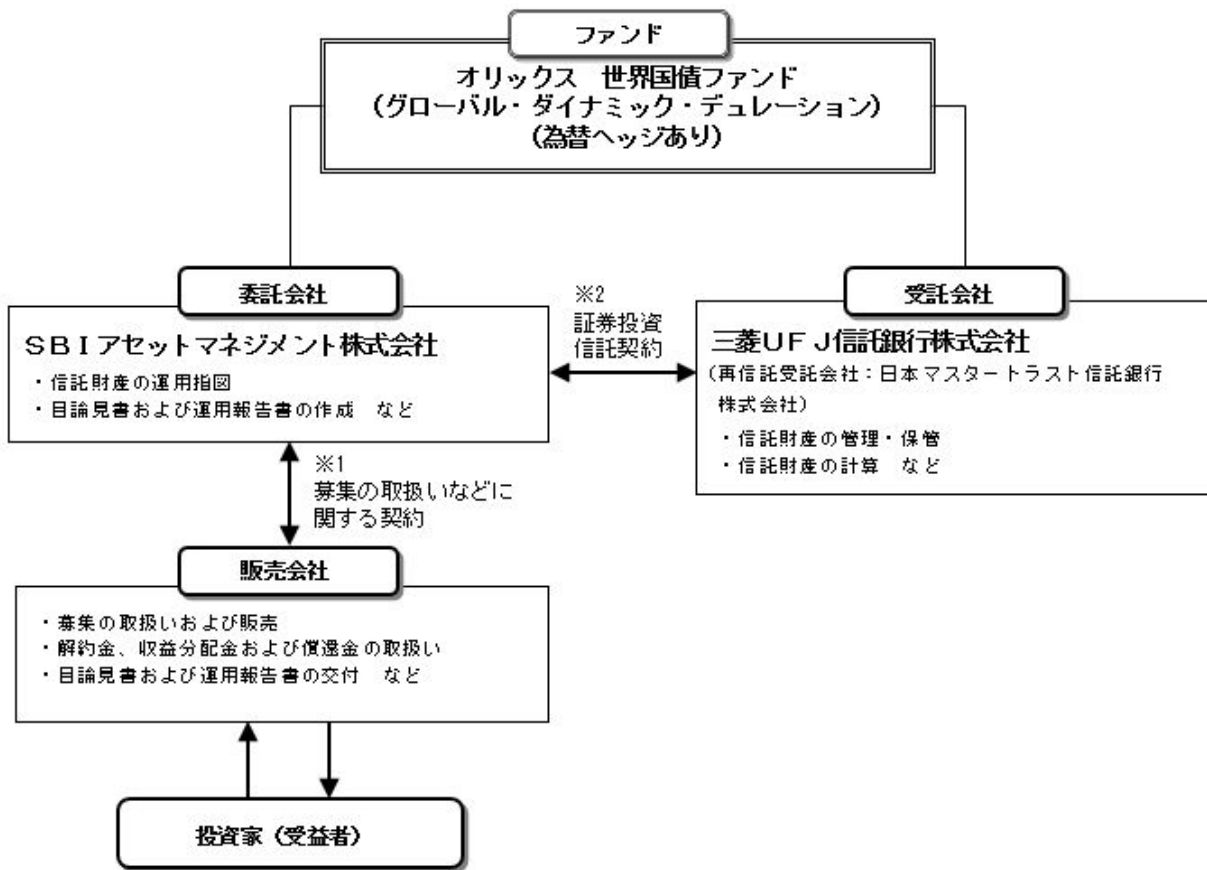 ファンド
オリックス 世界国債ファンド
（グローバル・ダイナミック・デュレーション）
（為替ヘッジあり）
委託会社
ＳＢＩアセットマネジメント株式会社
・信託財産の運用指図
・目論見書および運用報告書の作成 など
※2
証券投資
信託契約
受託会社
三菱ＵＦＪ信託銀行株式会社
（再信託受託会社：日本マスタートラスト信託銀行
株式会社）
・信託財産の管理・保管
・信託財産の計算 など
※1
募集の取扱いなどに
関する契約
販売会社
・募集の取扱いおよび販売
・解約金、収益分配金および償還金の取扱い
・目論見書および運用報告書の交付 など
投資家（受益者）